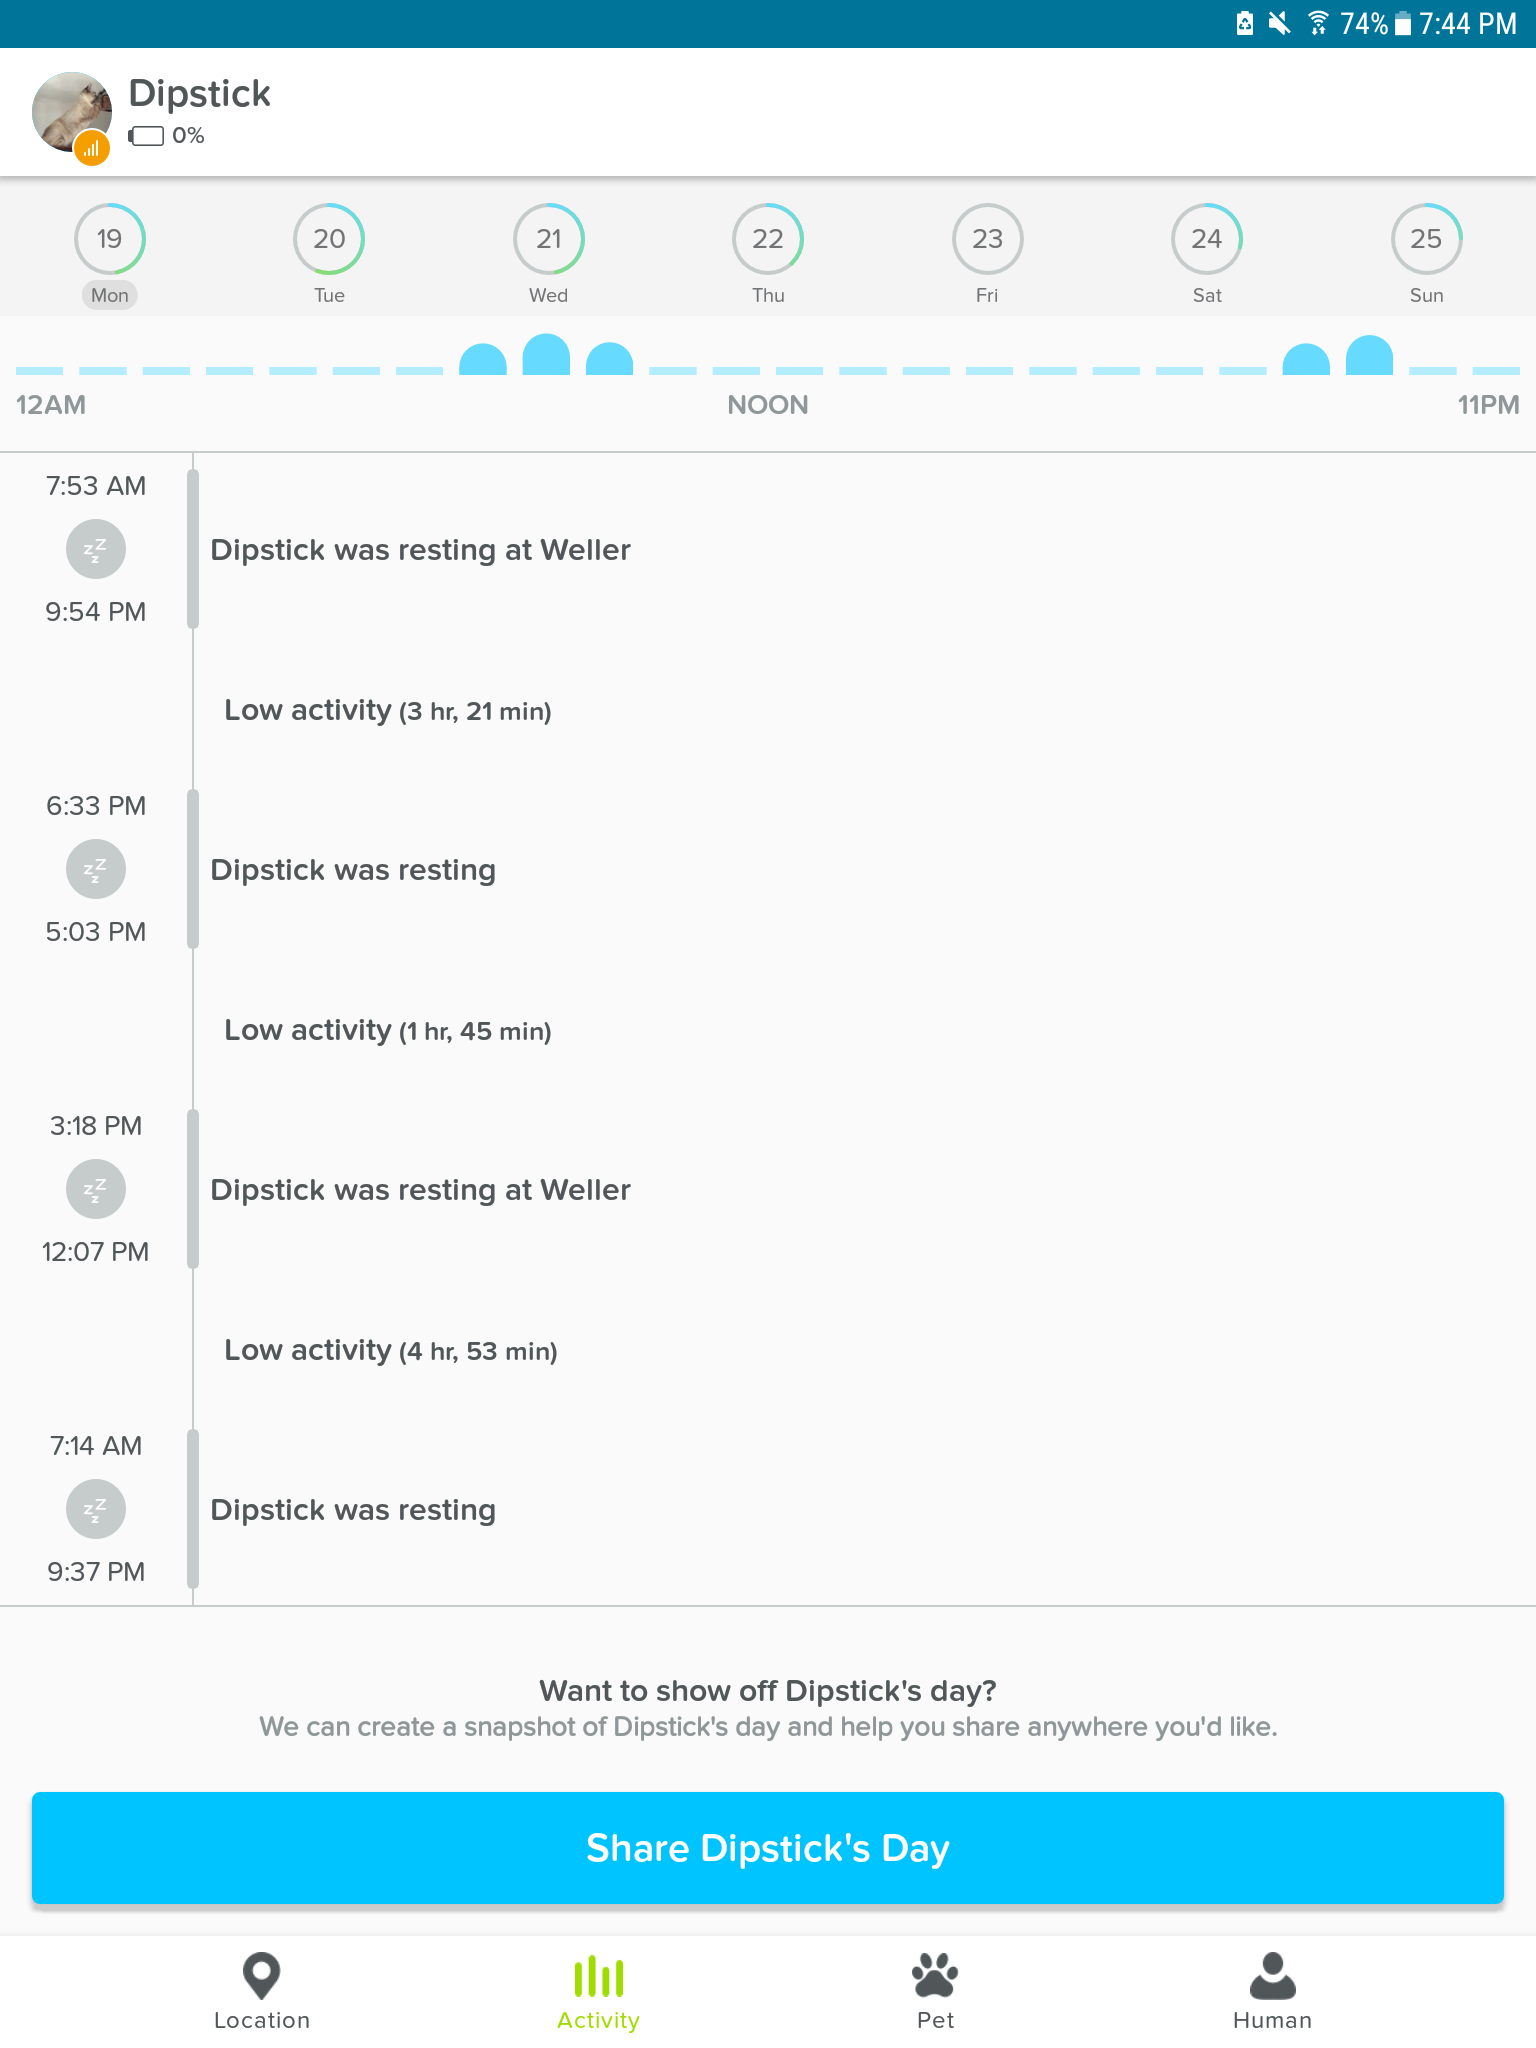 74% 7:44 PM
Dipstick
0%
19 20 21 22 23 24 25
Mon Tue Wed Thu Fri Sat Sun
12AM NOON 11PM
7:53 AM
zzz
Dipstick was resting at Weller
9:54 PM
Low activity (3 hr, 21 min)
6:33 PM
zzz
Dipstick was resting
5:03 PM
Low activity (1 hr, 45 min)
3:18 PM
zzz
Dipstick was resting at Weller
12:07 PM
Low activity (4 hr, 53 min)
7:14 AM
zzz
Dipstick was resting
9:37 PM
Want to show off Dipstick's day?
We can create a snapshot of Dipstick's day and help you share anywhere you'd like.
Share Dipstick's Day
Location Activity Pet Human